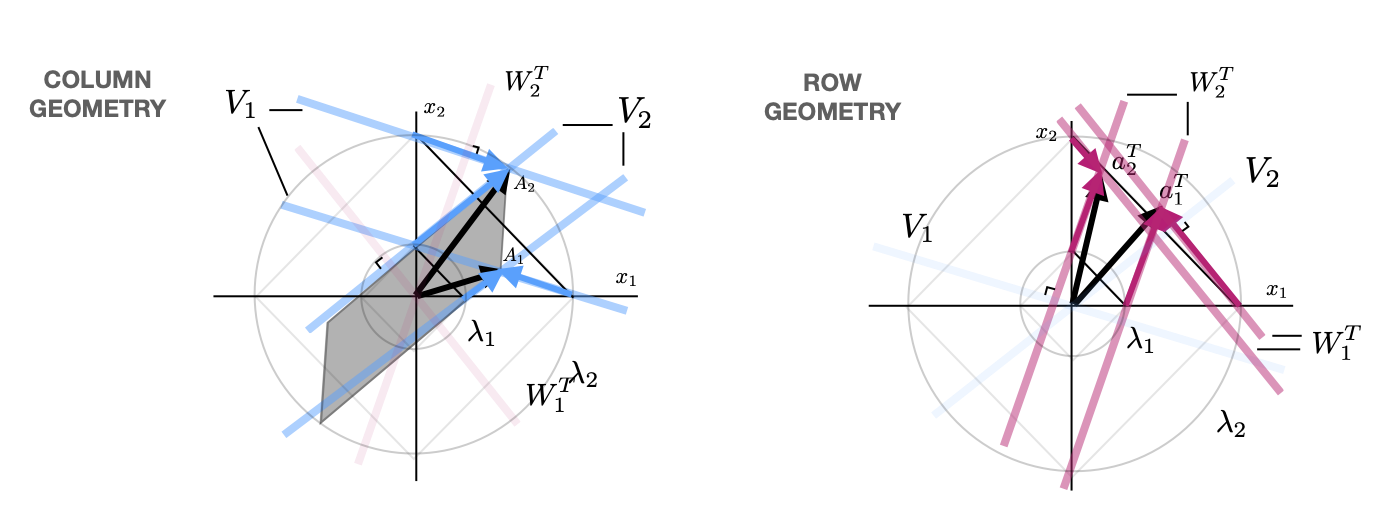 COLUMN
GEOMETRY
V_1
x_2
W_2^T
V_2
A_2
A_1
x_1
λ_1
λ_2
W_1^T
ROW
GEOMETRY
W_2^T
x_2
a_2^T
a_1^T
V_2
V_1
x_1
λ_1
W_1^T
λ_2